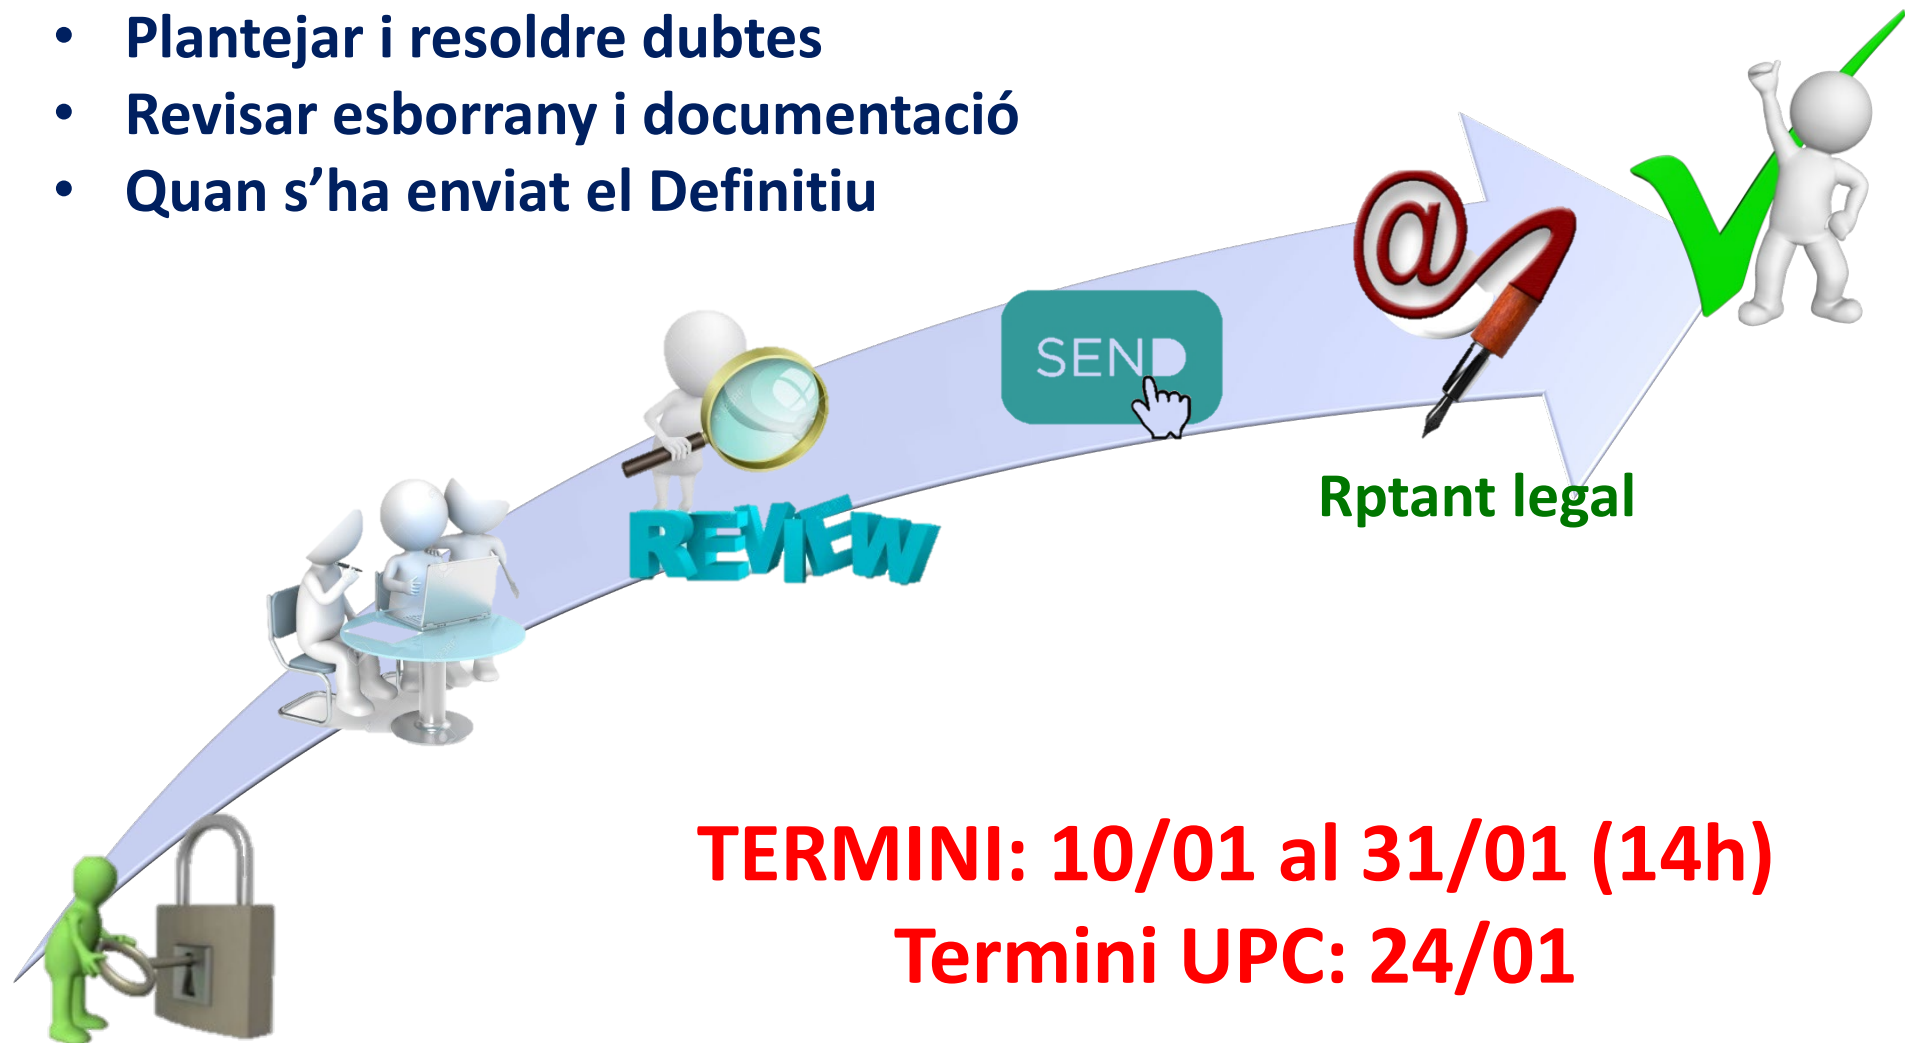 • Plantejar i resoldre dubtes
• Revisar esborrany i documentació
• Quan s’ha enviat el Definitiu
@
SEND
Rptant legal
REVIEW
TERMINI: 10/01 al 31/01 (14h)
Termini UPC: 24/01